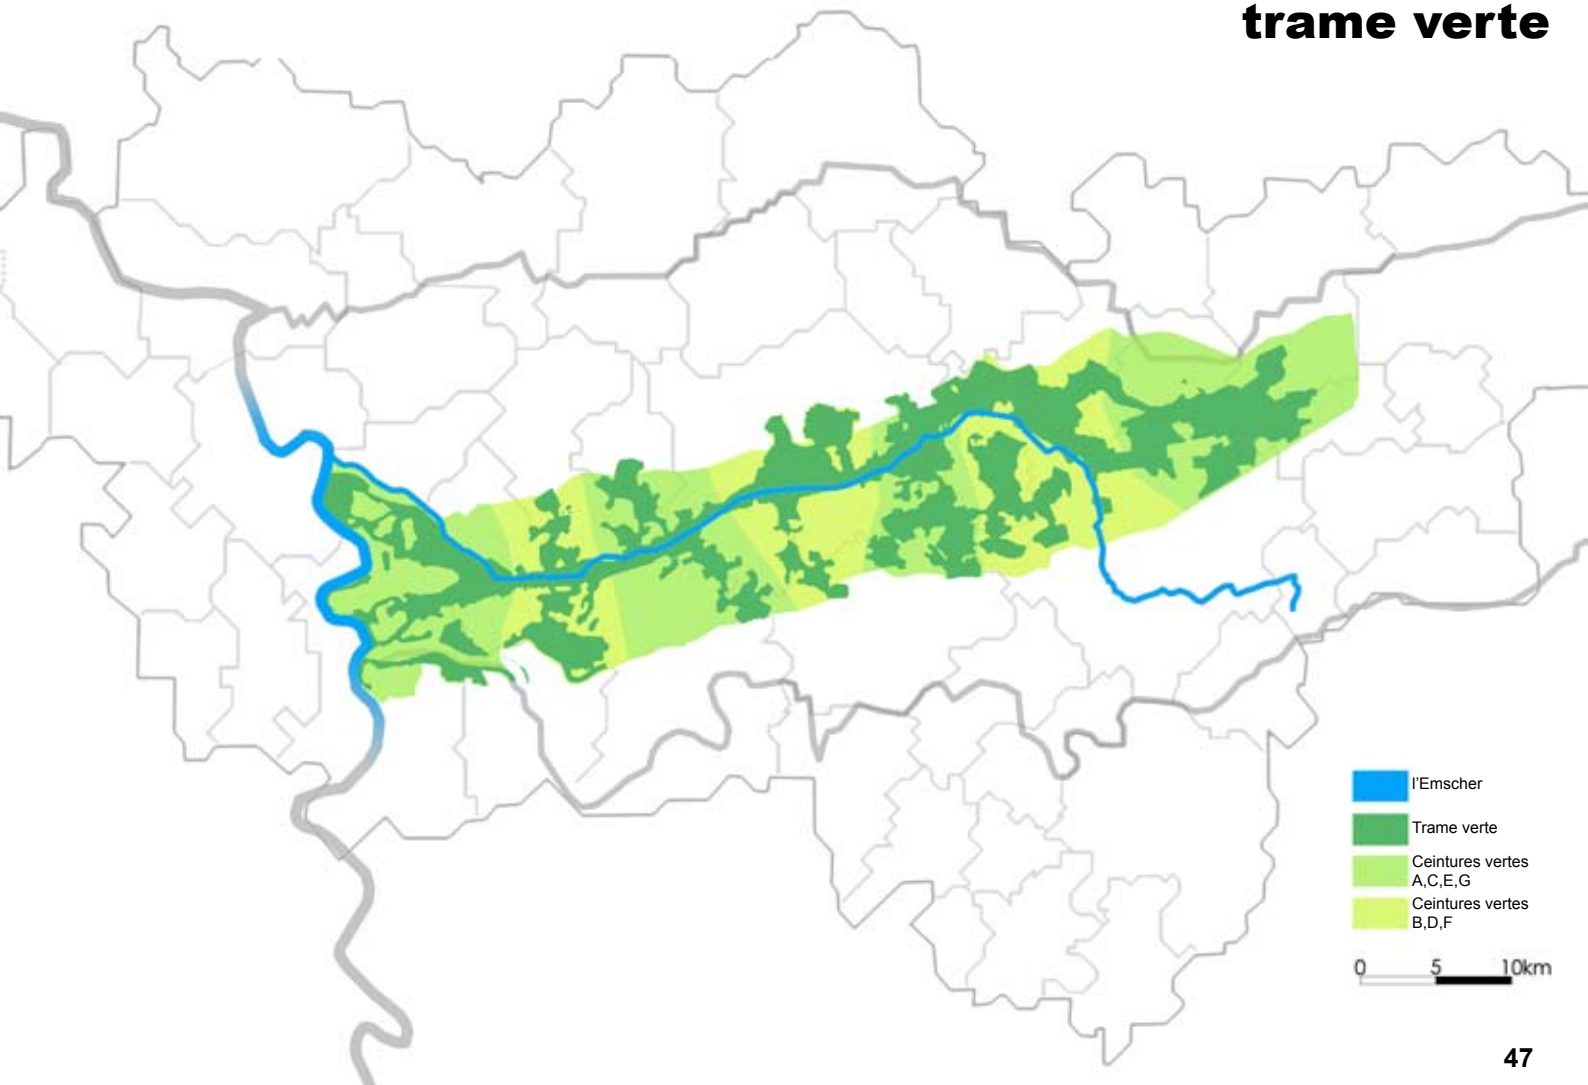 trame verte
l'Emscher
Trame verte
Ceintures vertes
A,C,E,G
Ceintures vertes
B,D,F
0 5 10km
47